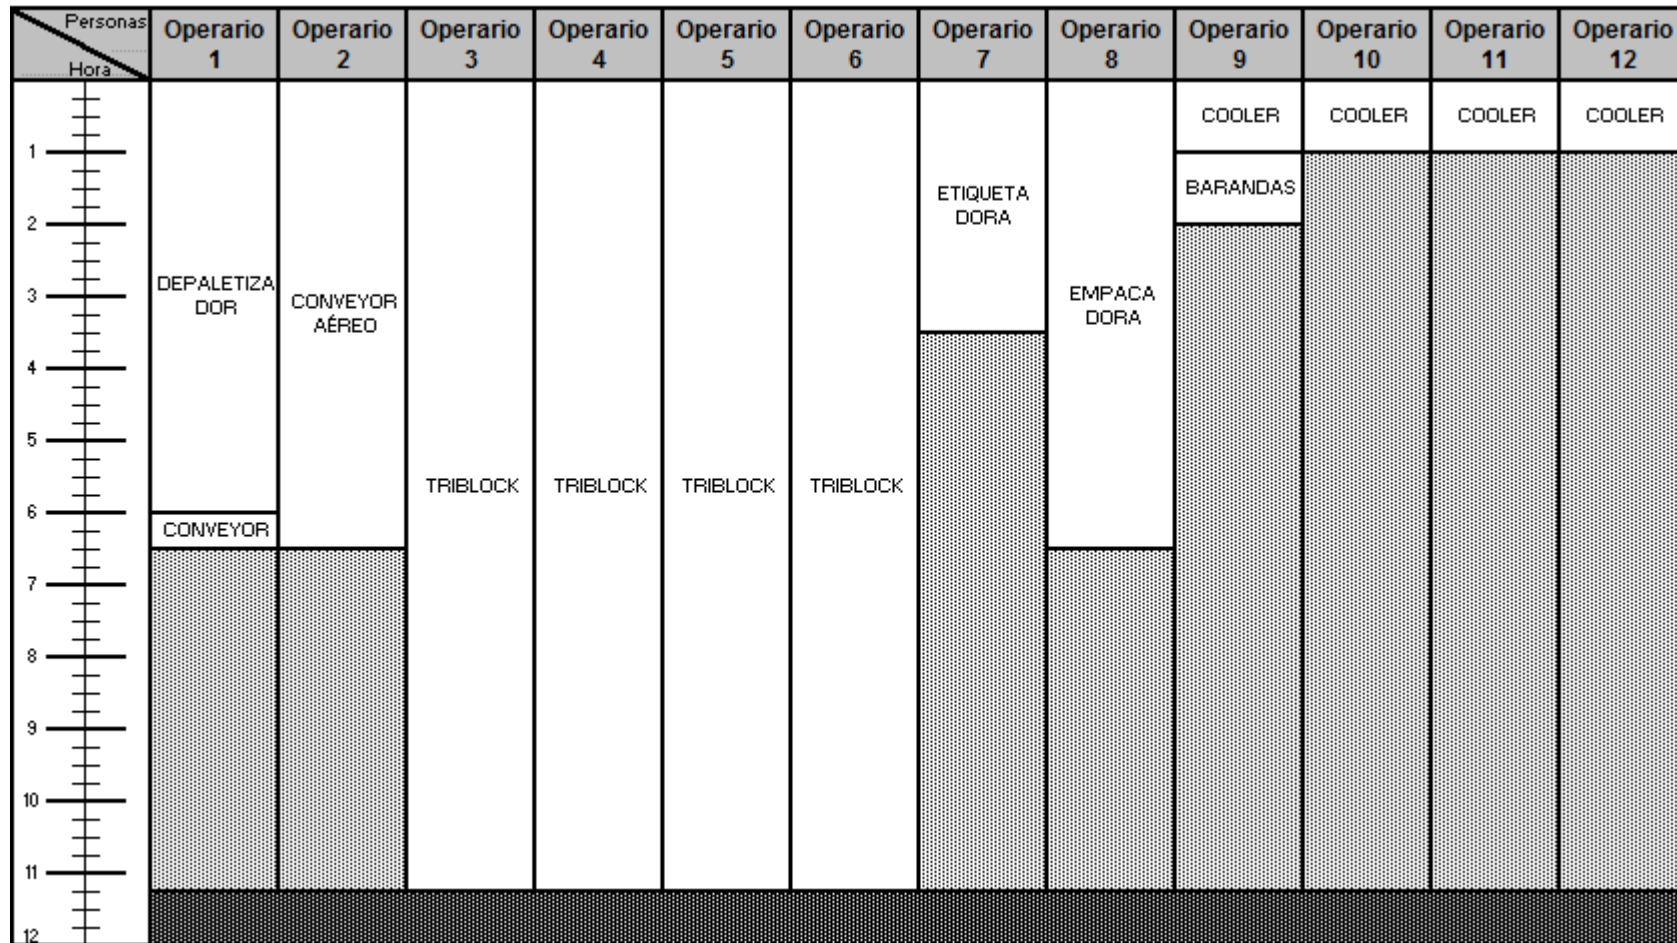 Personas
Hora
Operario 1
Operario 2
Operario 3
Operario 4
Operario 5
Operario 6
Operario 7
Operario 8
Operario 9
Operario 10
Operario 11
Operario 12
COOLER
COOLER
COOLER
COOLER
1
BARANDAS
ETIQUETA
DORA
2
DEPALETIZA
DOR
3
CONVEYOR
AÉREO
EMPACA
DORA
4
5
TRIBLOCK
TRIBLOCK
TRIBLOCK
TRIBLOCK
6
CONVEYOR
7
8
9
10
11
12